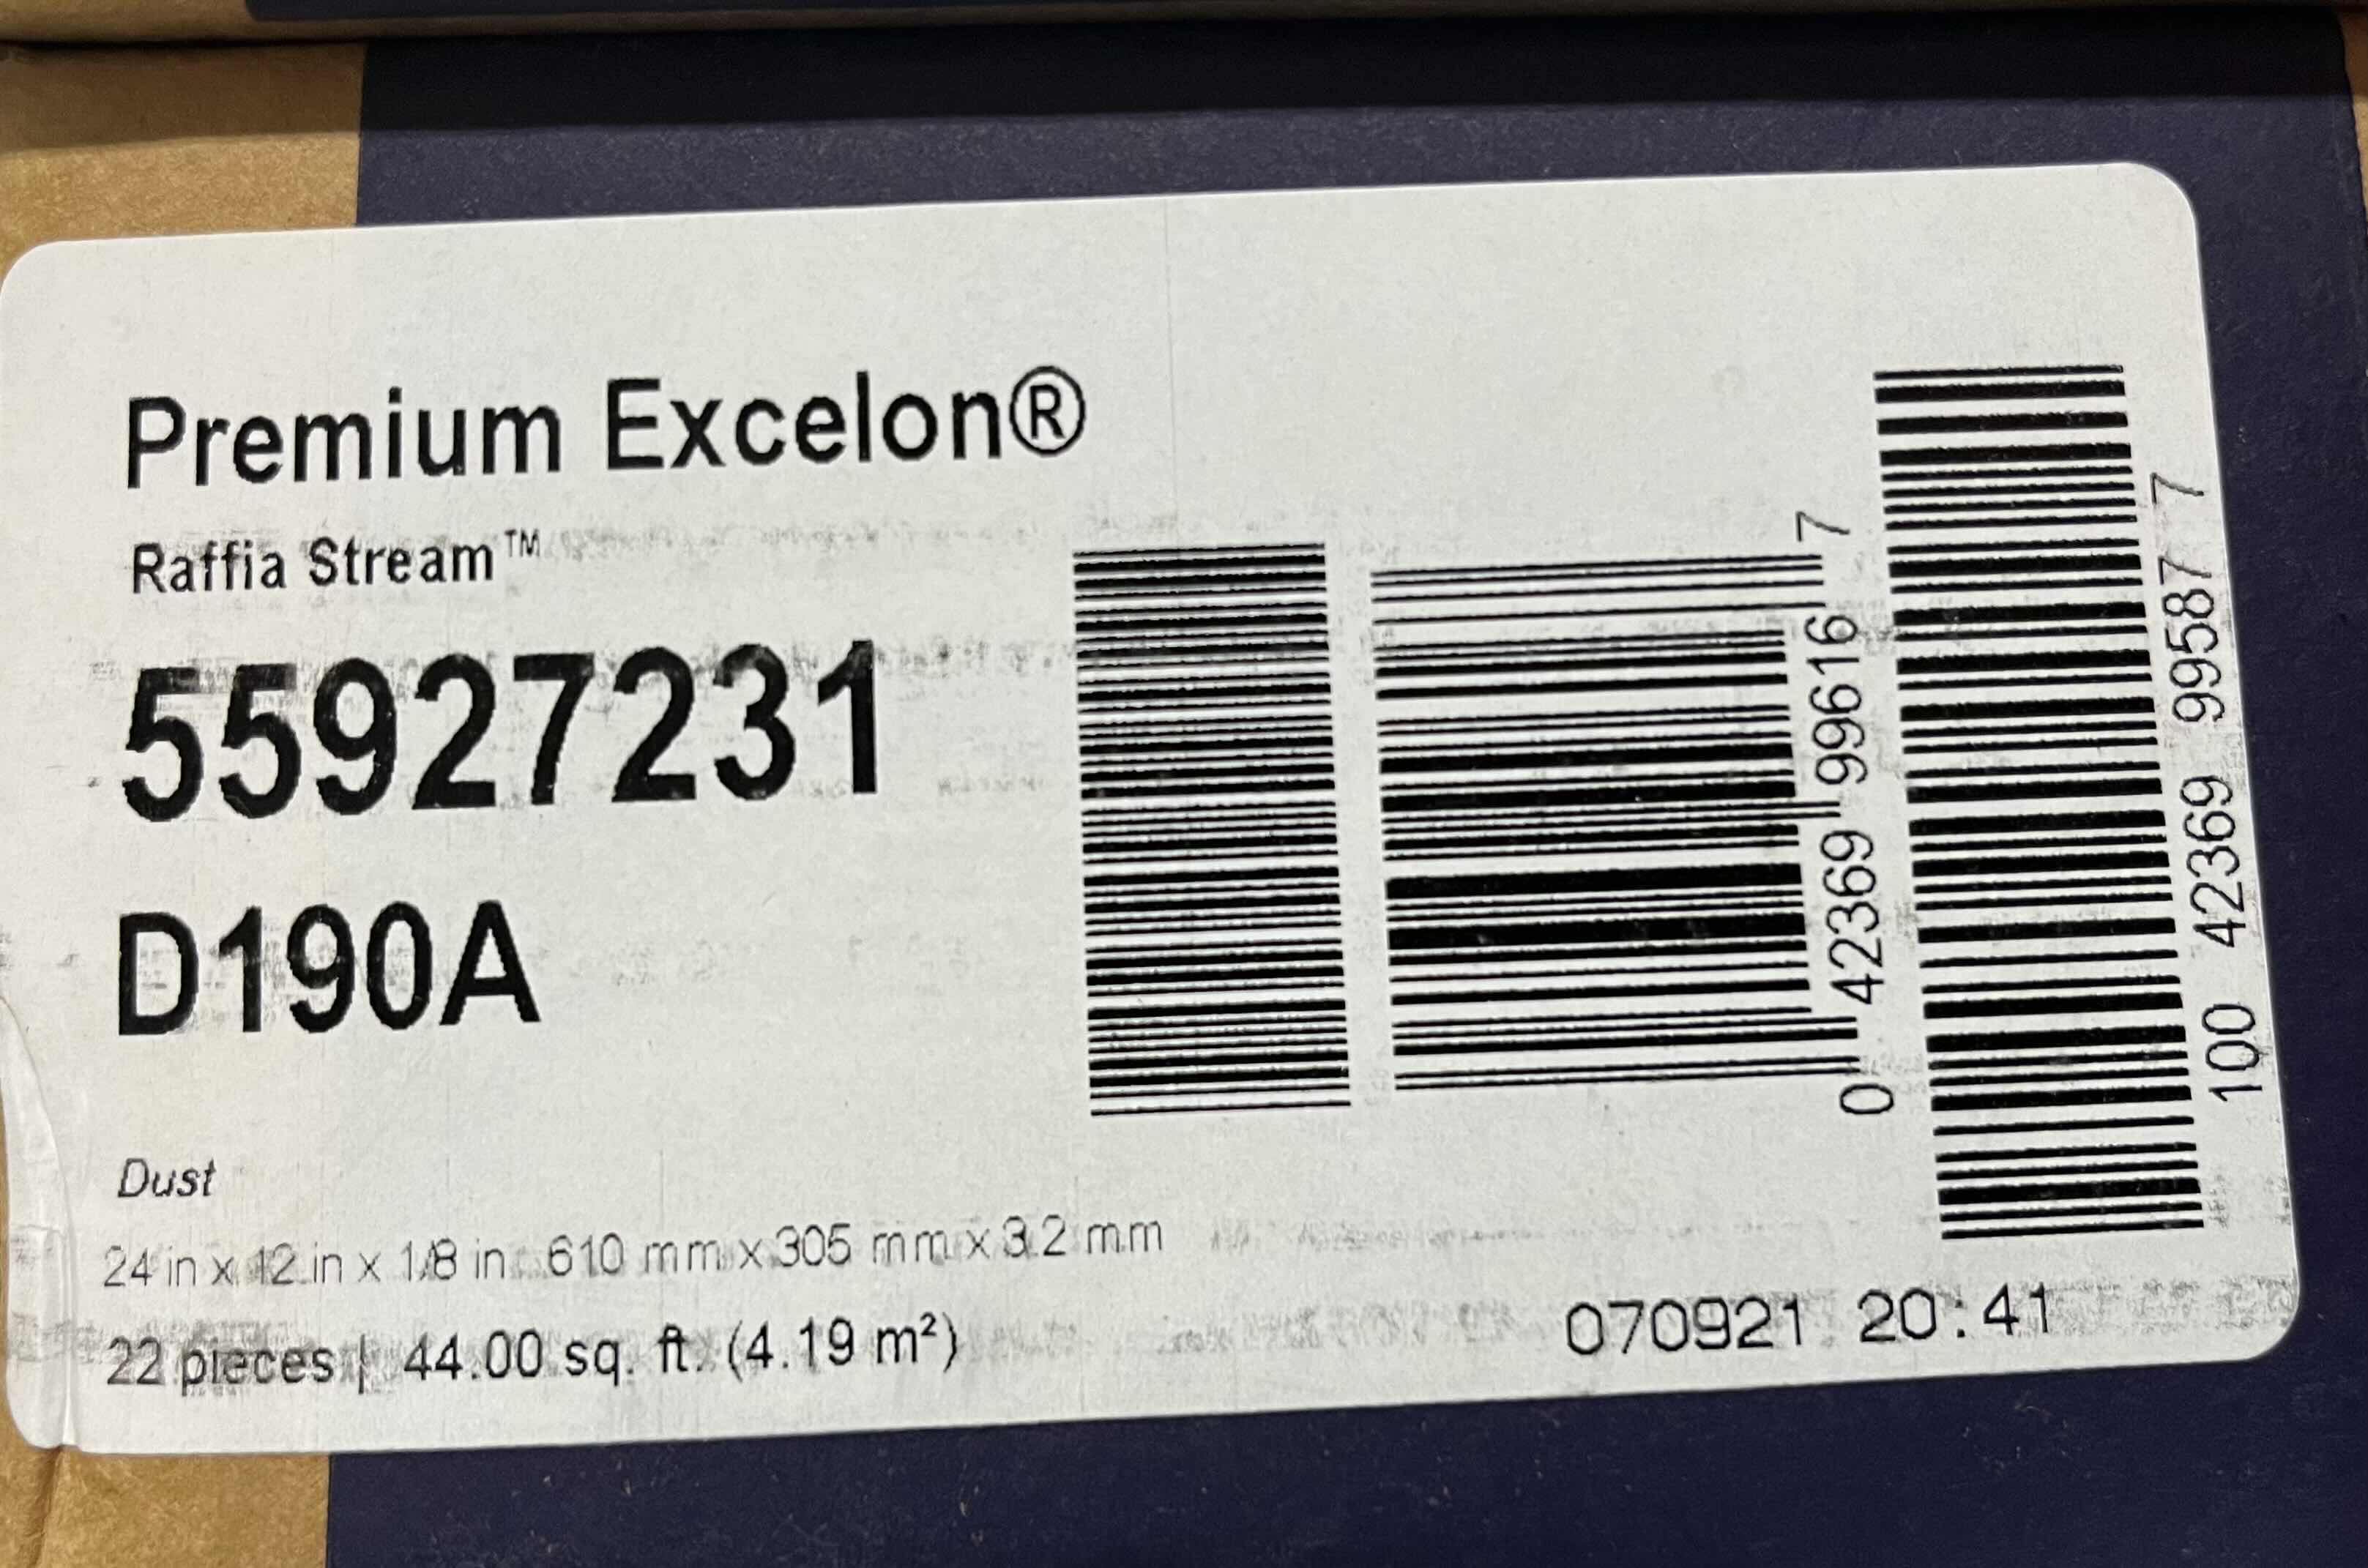 Premium Excelon®
Raffia Stream™
55927231
D190A
Dust
24 in x 12 in x 1/8 in 610 mm x 305 mm x 3.2 mm
22 pieces | 44.00 sq. ft. (4.19 m²)
0 42369 99616 7
100 42369 99587 7
070921 20:41